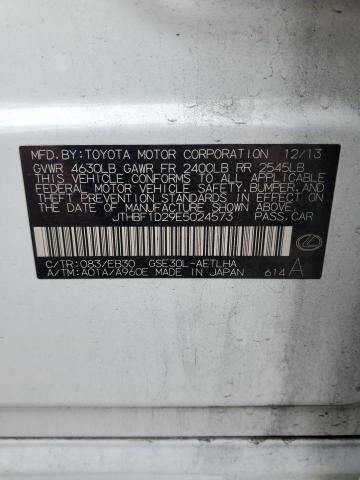 MFD.BY:TOYOTA MOTOR CORPORATION 12/13
GVWR 4630LB GAWR FR 2400LB RR 2545LB
THIS VEHICLE CONFORMS TO ALL APPLICABLE
FEDERAL MOTOR VEHICLE SAFETY,BUMPER,AND
THEFT PREVENTION STANDARDS IN EFFECT ON
THE DATE OF MANUFACTURE SHOWN ABOVE.
JTHBF1D29E5024573 PASS.CAR
C/TR:083/EB30 GSE30L-AETLHA
A/TM:A01A/A960E MADE IN JAPAN 614 A